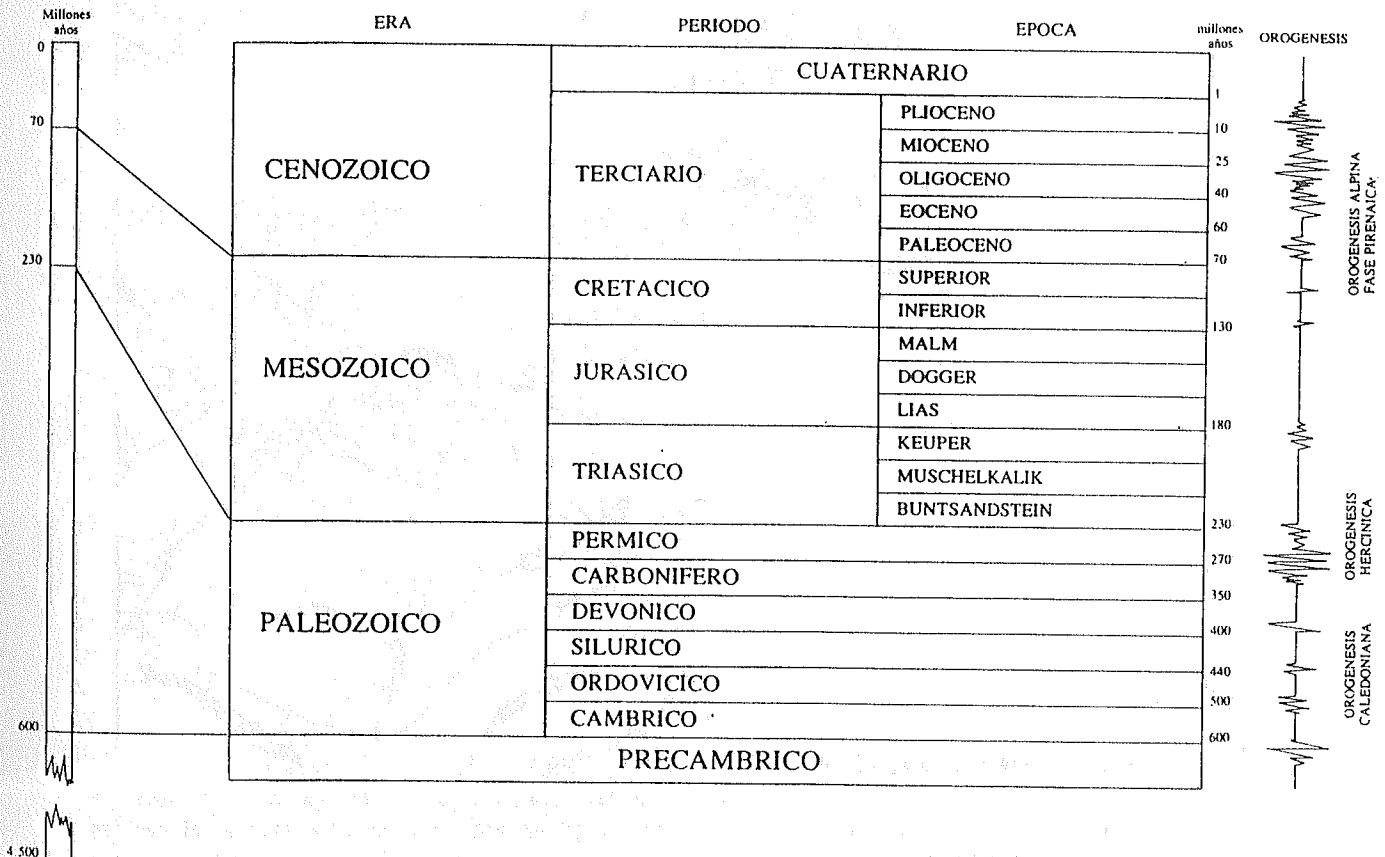 Millones
años
ERA
PERIODO
EPOCA
millones
años
OROGENESIS
0
70
230
600
4.500
CENOZOICO
MESOZOICO
PALEOZOICO
CUATERNARIO
TERCIARIO
PLIOCENO
MIOCENO
OLIGOCENO
EOCENO
PALEOCENO
CRETACICO
SUPERIOR
INFERIOR
JURASICO
MALM
DOGGER
LIAS
TRIASICO
KEUPER
MUSCHELKALIK
BUNTSANDSTEIN
PERMICO
CARBONIFERO
DEVONICO
SILURICO
ORDOVICICO
CAMBRICO
PRECAMBRICO
1
10
25
40
60
70
130
180
230
270
350
400
440
500
600
OROGENESIS ALPINA
FASE PIRENAICA
OROGENESIS
HERCINICA
OROGENESIS
CALEDONIANA